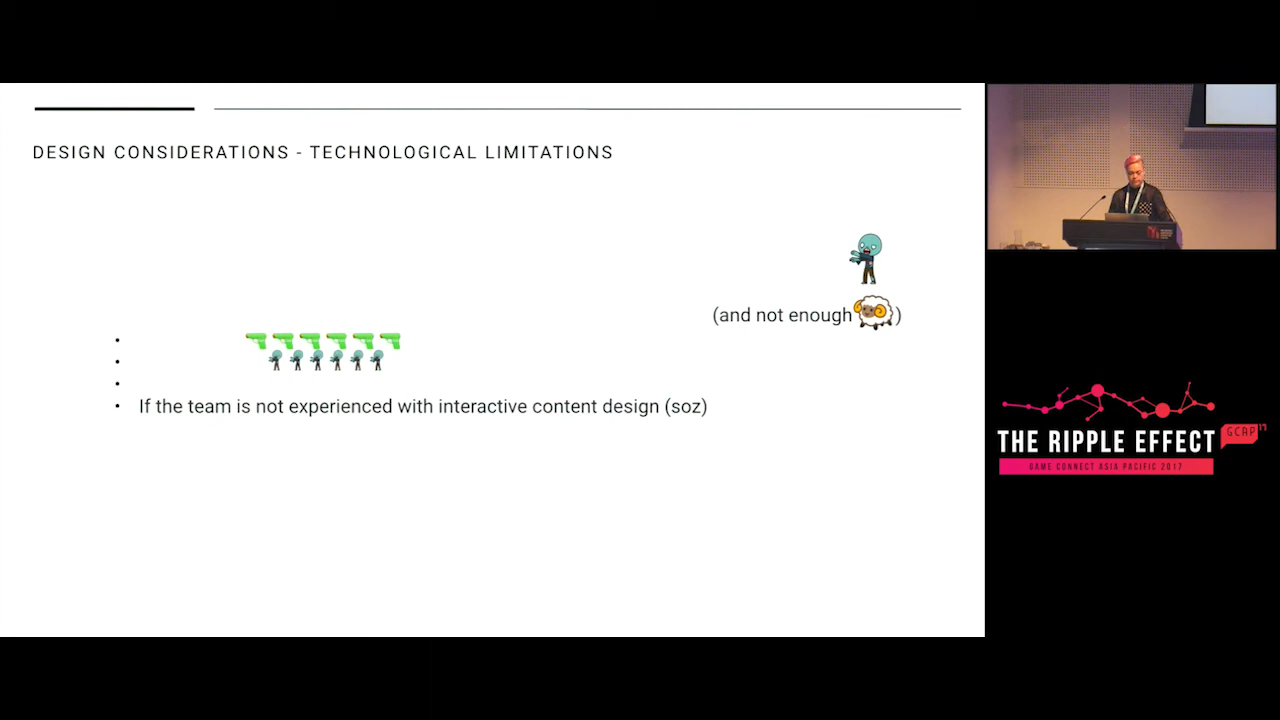 DESIGN CONSIDERATIONS - TECHNOLOGICAL LIMITATIONS
(and not enough )
• If the team is not experienced with interactive content design (soz)
THE RIPPLE EFFECT
GCAP 17
GAME CONNECT ASIA PACIFIC 2017